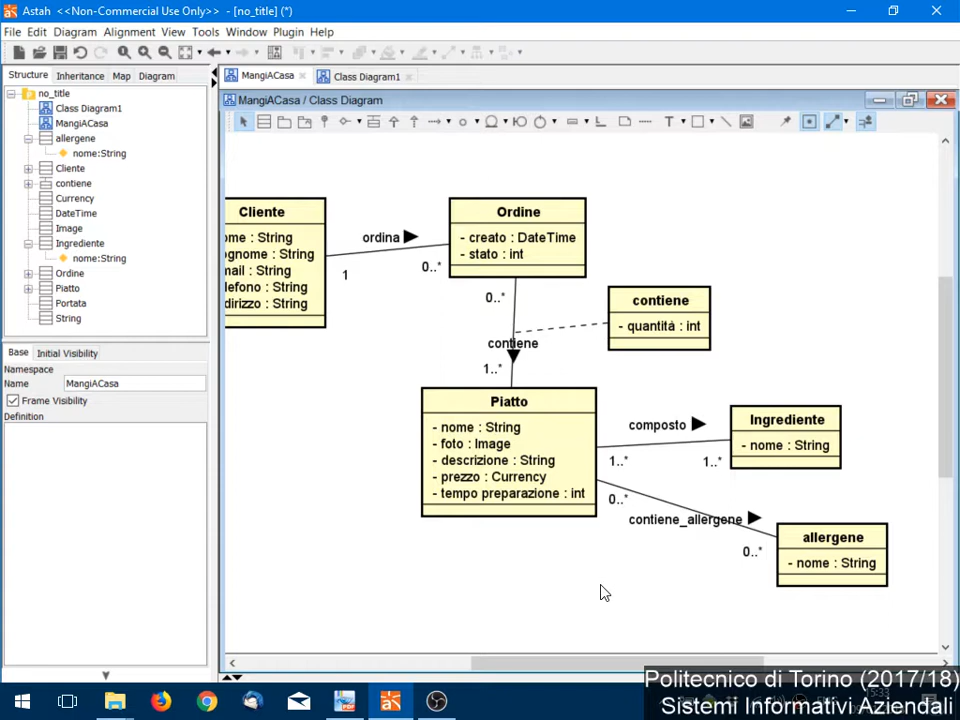 Astah <<Non-Commercial Use Only>> - [no_title] (*)
File Edit Diagram Alignment View Tools Window Plugin Help
Structure Inheritance Map Diagram
MangiACasa
Class Diagram1
MangiACasa / Class Diagram
no_title
Class Diagram1
MangiACasa
allergene
nome:String
Cliente
contiene
Currency
DateTime
Image
Ingrediente
nome:String
Ordine
Piatto
Portata
String
Base Initial Visibility
Namespace
Name MangiACasa
Frame Visibility
Definition
Cliente
ome : String
ognome : String
mail : String
lefono : String
dirizzo : String
ordina
1
0..*
Ordine
- creato : DateTime
- stato : int
0..*
contiene
1..*
contiene
- quantità : int
Piatto
- nome : String
- foto : Image
- descrizione : String
- prezzo : Currency
- tempo preparazione : int
composto
1..*
1..*
Ingrediente
- nome : String
0..*
contiene_allergene
0..*
allergene
- nome : String
Politecnico di Torino (2017/18)
Sistemi Informativi Aziendali